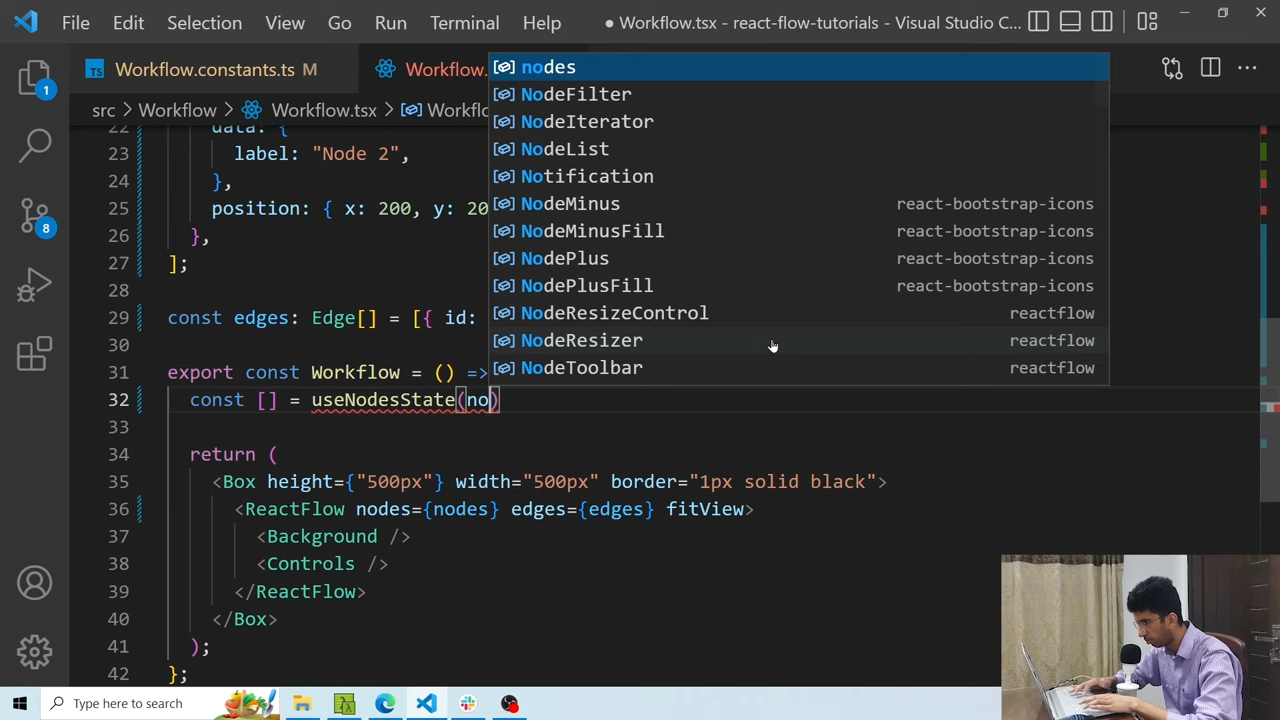 File Edit Selection View Go Run Terminal Help ● Workflow.tsx - react-flow-tutorials - Visual Studio C...
TS Workflow.constants.ts M Workflow.
src > Workflow > Workflow.tsx > Workfl
nodes
NodeFilter
NodeIterator
NodeList
Notification
NodeMinus react-bootstrap-icons
NodeMinusFill react-bootstrap-icons
NodePlus react-bootstrap-icons
NodePlusFill react-bootstrap-icons
NodeResizeControl reactflow
NodeResizer reactflow
NodeToolbar reactflow
1
8
22 data: {
23 label: "Node 2",
24 },
25 position: { x: 200, y: 20
26 },
27 ];
28
29 const edges: Edge[] = [{ id:
30
31 export const Workflow = () =>
32 const [] = useNodesState(no)
33
34 return (
35 <Box height={"500px"} width="500px" border="1px solid black">
36 <ReactFlow nodes={nodes} edges={edges} fitView>
37 <Background />
38 <Controls />
39 </ReactFlow>
40 </Box>
41 );
42 };
Type here to search